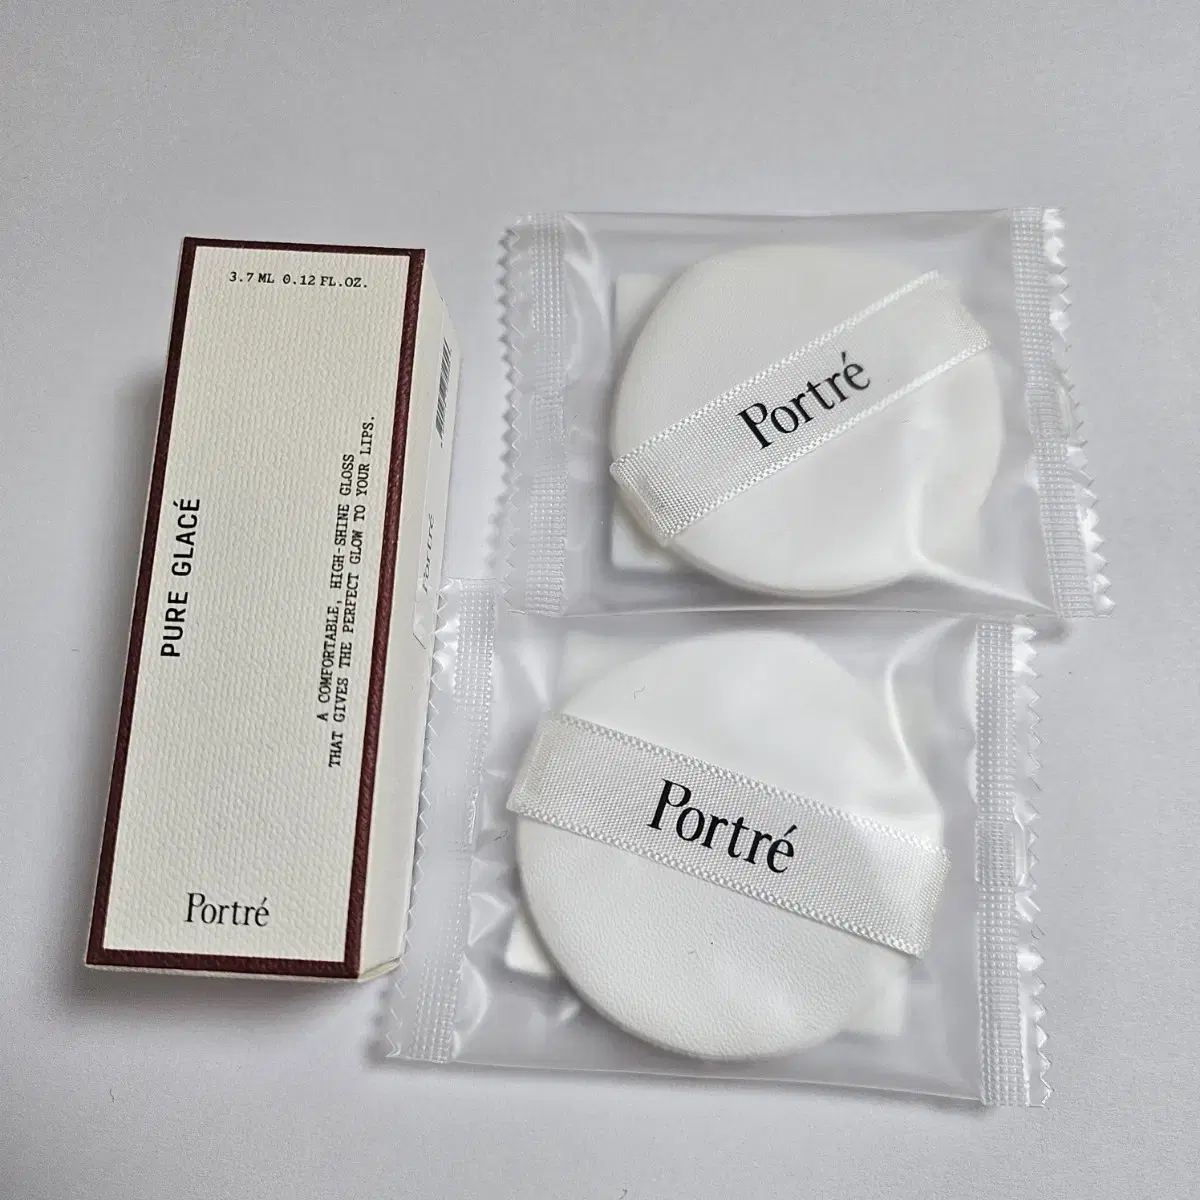 3.7 ML 0.12 FL.OZ.
PURE GLACÉ
A COMFORTABLE, HIGH-SHINE GLOSS
THAT GIVES THE PERFECT GLOW TO YOUR LIPS.
Portré
Portré
Portré
Portré